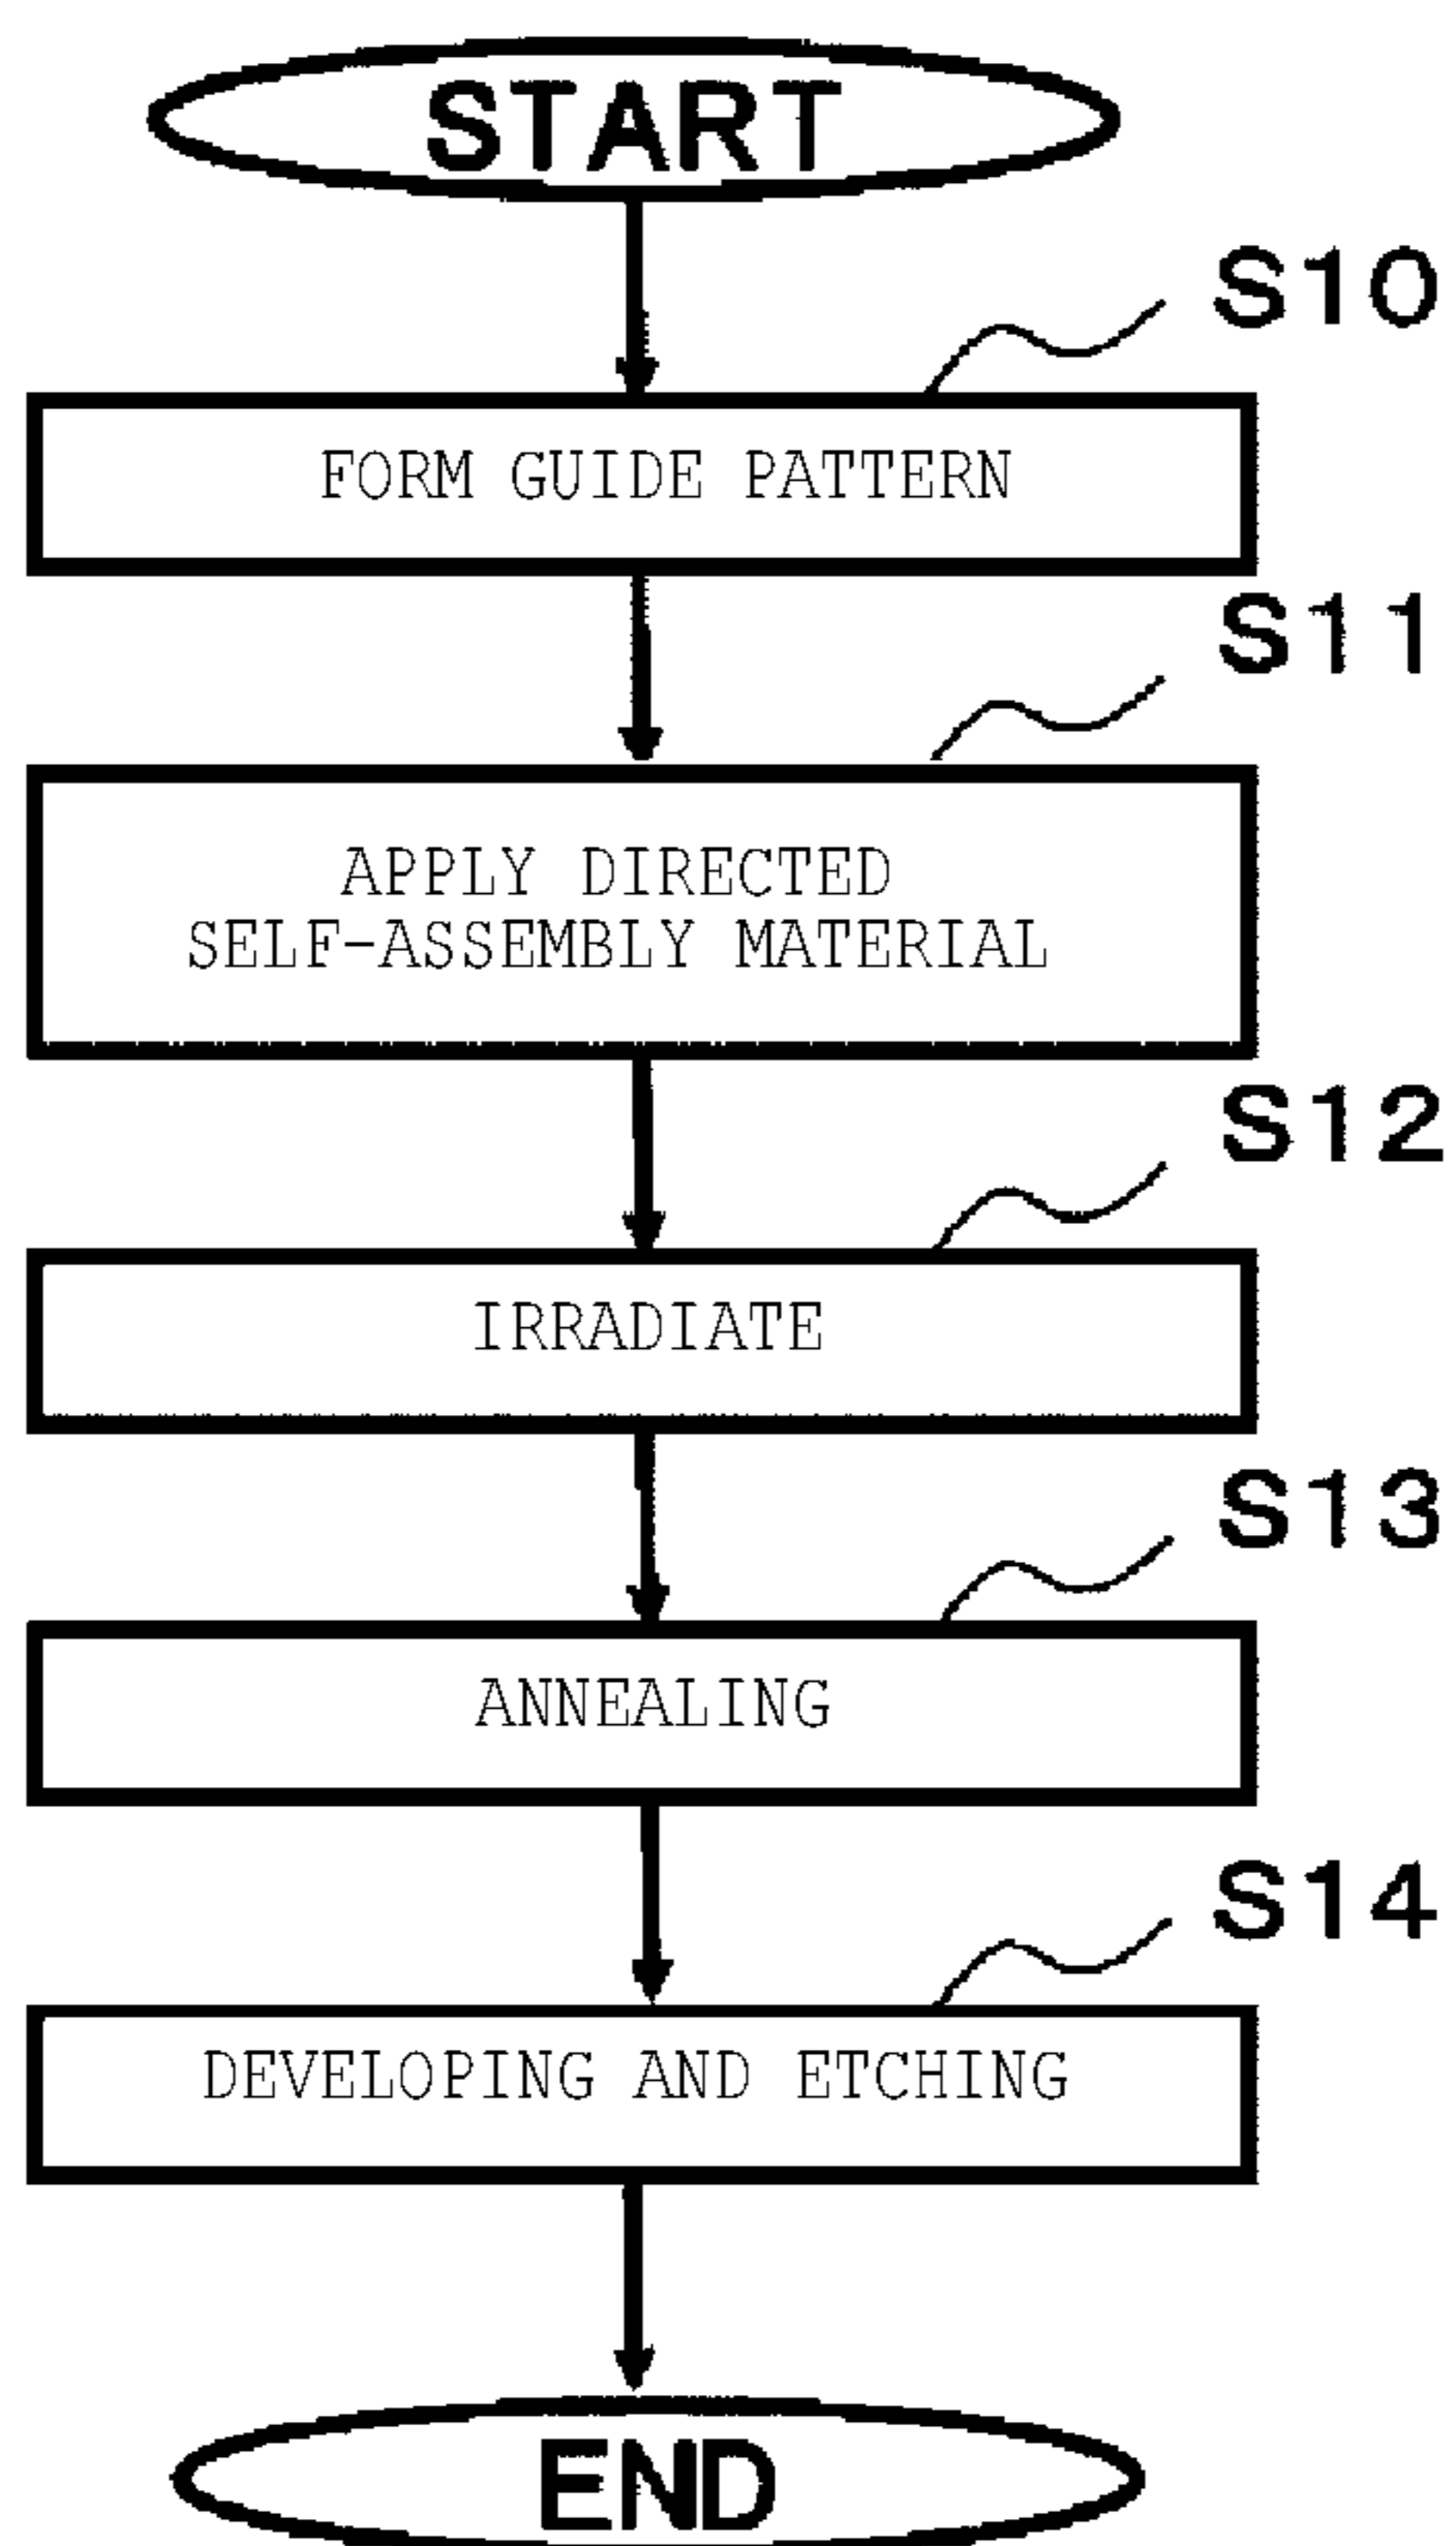 START
S10
FORM GUIDE PATTERN
S11
APPLY DIRECTED
SELF-ASSEMBLY MATERIAL
S12
IRRADIATE
S13
ANNEALING
S14
DEVELOPING AND ETCHING
END